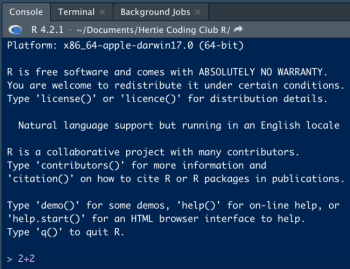 Console Terminal Background Jobs
R 4.2.1 · ~/Documents/Hertie Coding Club R/
Platform: x86_64-apple-darwin17.0 (64-bit)
R is free software and comes with ABSOLUTELY NO WARRANTY.
You are welcome to redistribute it under certain conditions.
Type 'license()' or 'licence()' for distribution details.
Natural language support but running in an English locale
R is a collaborative project with many contributors.
Type 'contributors()' for more information and
'citation()' on how to cite R or R packages in publications.
Type 'demo()' for some demos, 'help()' for on-line help, or
'help.start()' for an HTML browser interface to help.
Type 'q()' to quit R.
> 2+2